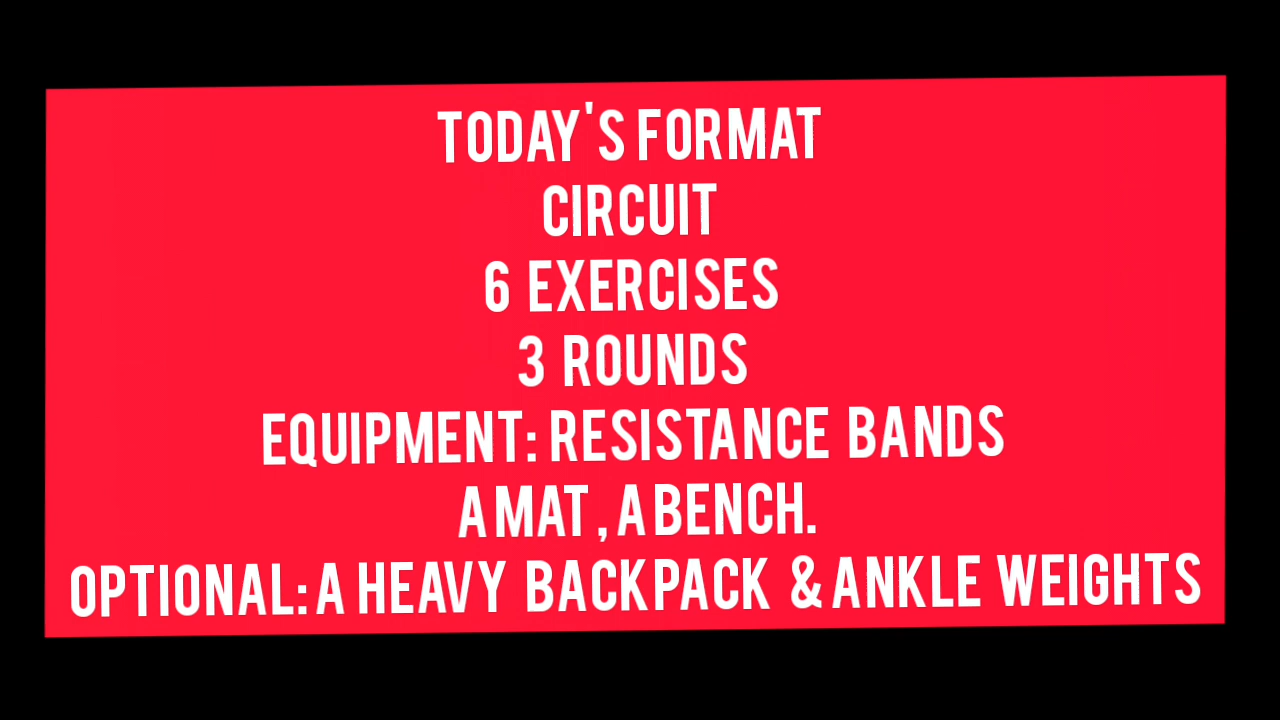 TODAY'S FORMAT
CIRCUIT
6 EXERCISES
3 ROUNDS
EQUIPMENT: RESISTANCE BANDS
A MAT , A BENCH.
OPTIONAL: A HEAVY BACKPACK & ANKLE WEIGHTS